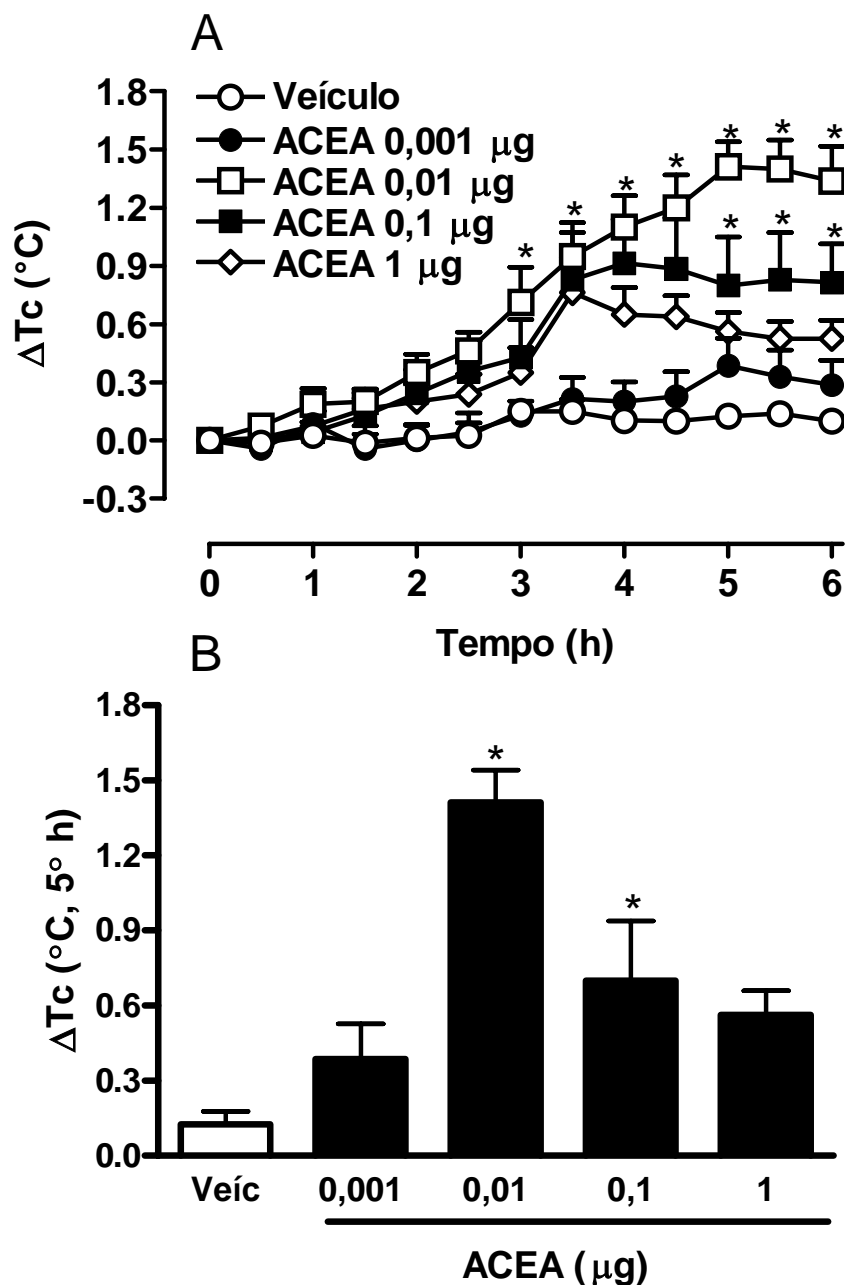 A
1.8
1.5
1.2
0.9
0.6
0.3
0.0
-0.3
ΔTc (°C)
Veículo
ACEA 0,001 μg
ACEA 0,01 μg
ACEA 0,1 μg
ACEA 1 μg
* * * * * * *
* * *
0 1 2 3 4 5 6
Tempo (h)
B
1.8
1.5
1.2
0.9
0.6
0.3
0.0
ΔTc (°C, 5° h)
*
*
Veíc 0,001 0,01 0,1 1
ACEA (μg)